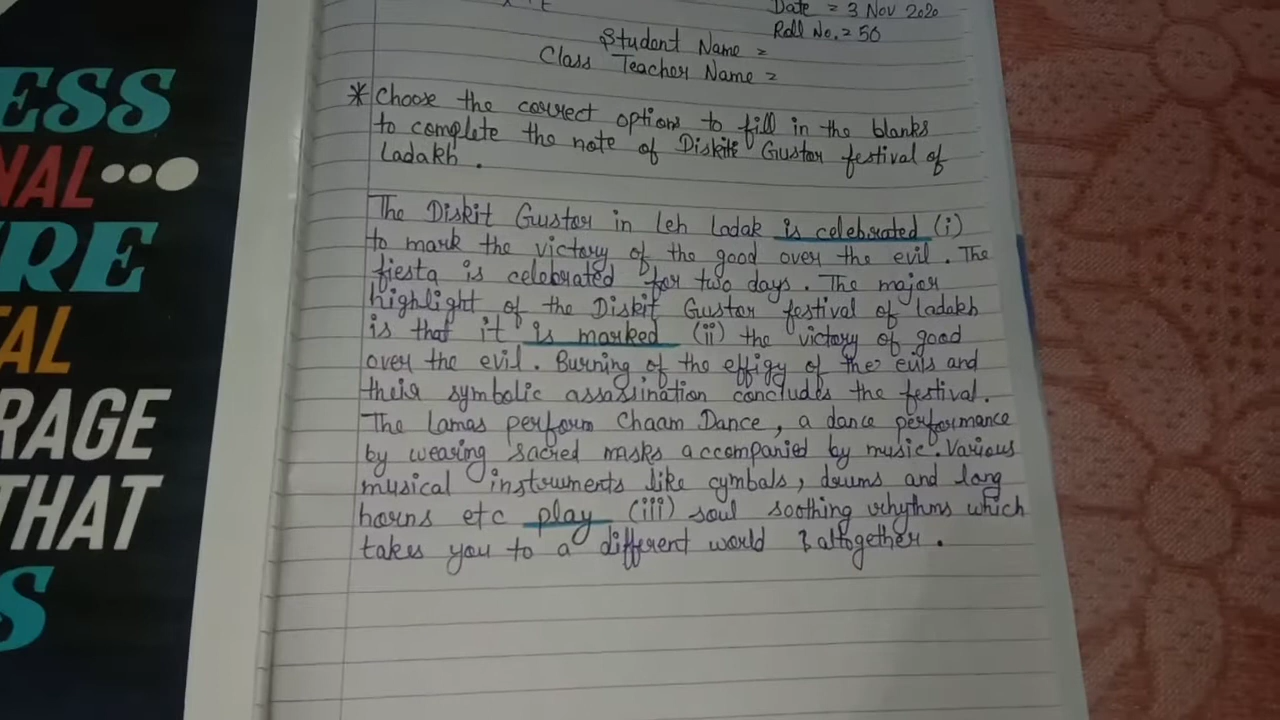 ESS
NAL
RE
TAL
RAGE
THAT
S
Date = 3 Nov 2020
Roll No. = 50
Student Name =
Class Teacher Name =
* Choose the correct options to fill in the blanks
to complete the note of Diskite Gustor festival of
Ladakh.
The Diskit Gustor in Leh Ladak is celebrated (i)
to mark the victory of the good over the evil. The
fiesta is celebrated for two days. The major
highlight of the Diskit Gustor festival of ladakh
is that it is marked (ii) the victory of good
over the evil. Burning of the effigy of the evils and
their symbolic assasination concludes the festival.
The Lamas perform Chaam Dance, a dance performance
by wearing sacred masks accompanied by music. Various
musical instruments like cymbals, drums and long
horns etc play (iii) soul soothing rhythms which
takes you to a different world altogether.